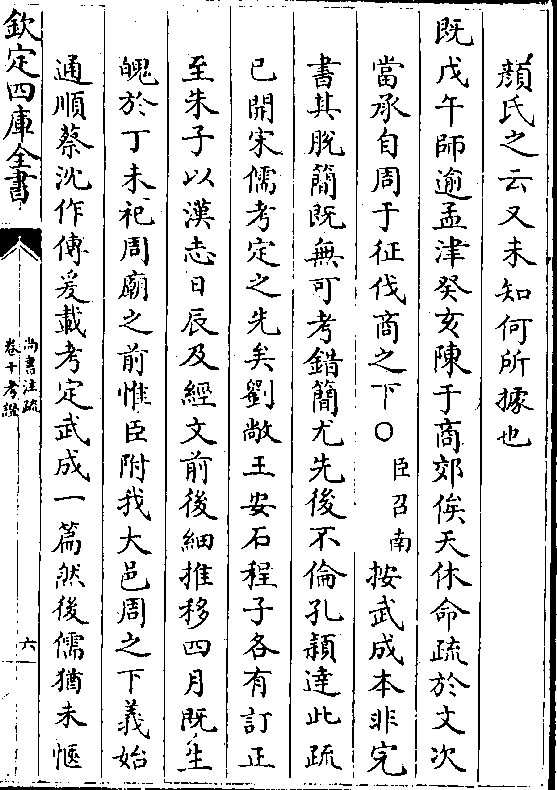 顔氏之云又未知何所據也
既戊午師逾孟津癸亥陳于商郊俟天休命疏於文次
當承自周于征伐商之下○臣召南按武成本非完
書其脫簡既無可考錯簡尤先後不倫孔穎達此疏
已開宋儒考定之先矣劉敞王安石程子各有訂正
至朱子以漢志日辰及經文前後細推移四月既生
魄於丁未祀周廟之前惟臣附我大邑周之下義始
通順蔡沈作傳爰載考定武成一篇然後儒猶未愜
欽定四庫全書
尚書注疏
卷十考證
六